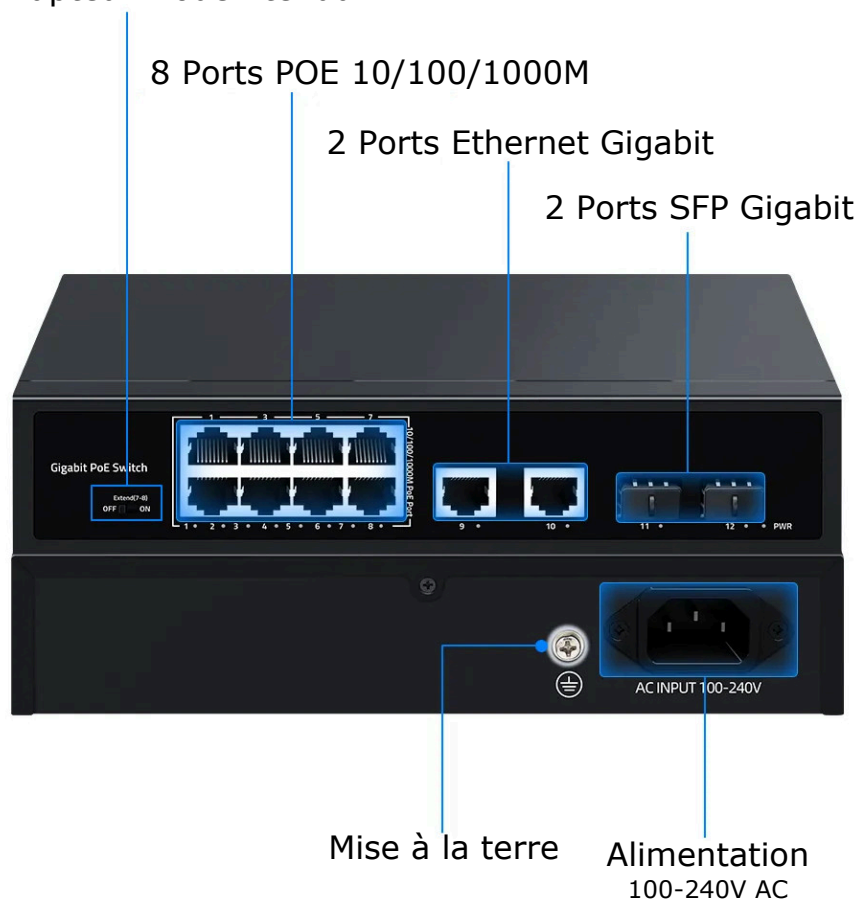 8 Ports POE 10/100/1000M
2 Ports Ethernet Gigabit
2 Ports SFP Gigabit
1 3 5 7
10/100/1000M PoE Port
Gigabit PoE Switch
Extend(7-8)
OFF ON
1 2 3 4 5 6 7 8
9 10
11 12 PWR
AC INPUT 100-240V
Mise à la terre
Alimentation
100-240V AC